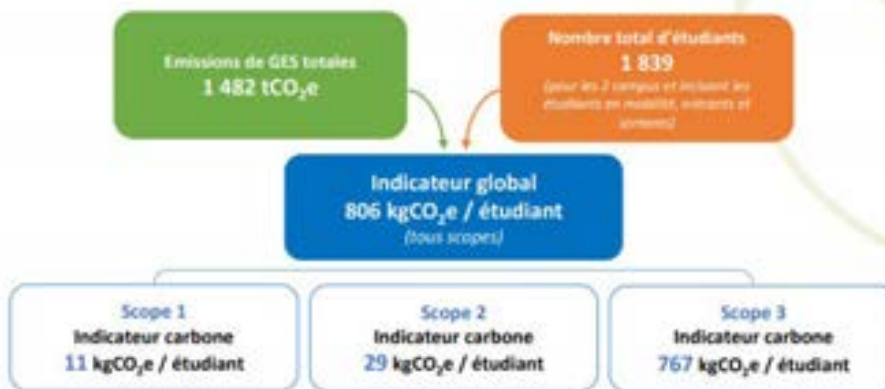 Emissions de GES totales
1 482 tCO₂e
Nombre total d'étudiants
1 839
(pour les 2 campus et incluant les
étudiants en mobilité, entrants et
sortants)
Indicateur global
806 kgCO₂e / étudiant
(tous scopes)
Scope 1
Indicateur carbone
11 kgCO₂e / étudiant
Scope 2
Indicateur carbone
29 kgCO₂e / étudiant
Scope 3
Indicateur carbone
767 kgCO₂e / étudiant